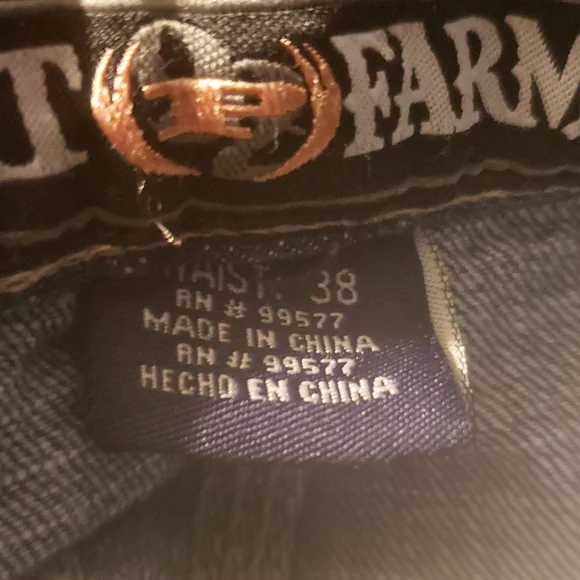 T P FARM
WAIST: 38
RN # 99577
MADE IN CHINA
RN # 99577
HECHO EN CHINA